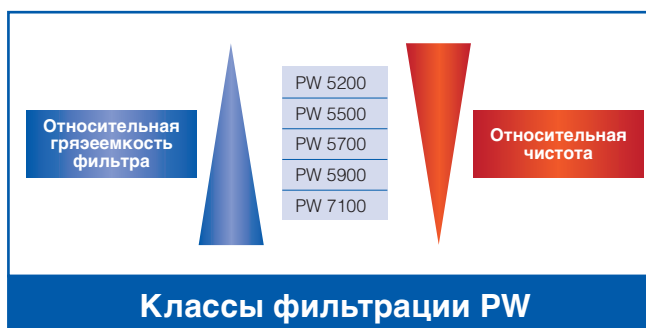 PW 5200
PW 5500
PW 5700
PW 5900
PW 7100
Относительная
грязеемкость
фильтра
Относительная
чистота
Классы фильтрации PW